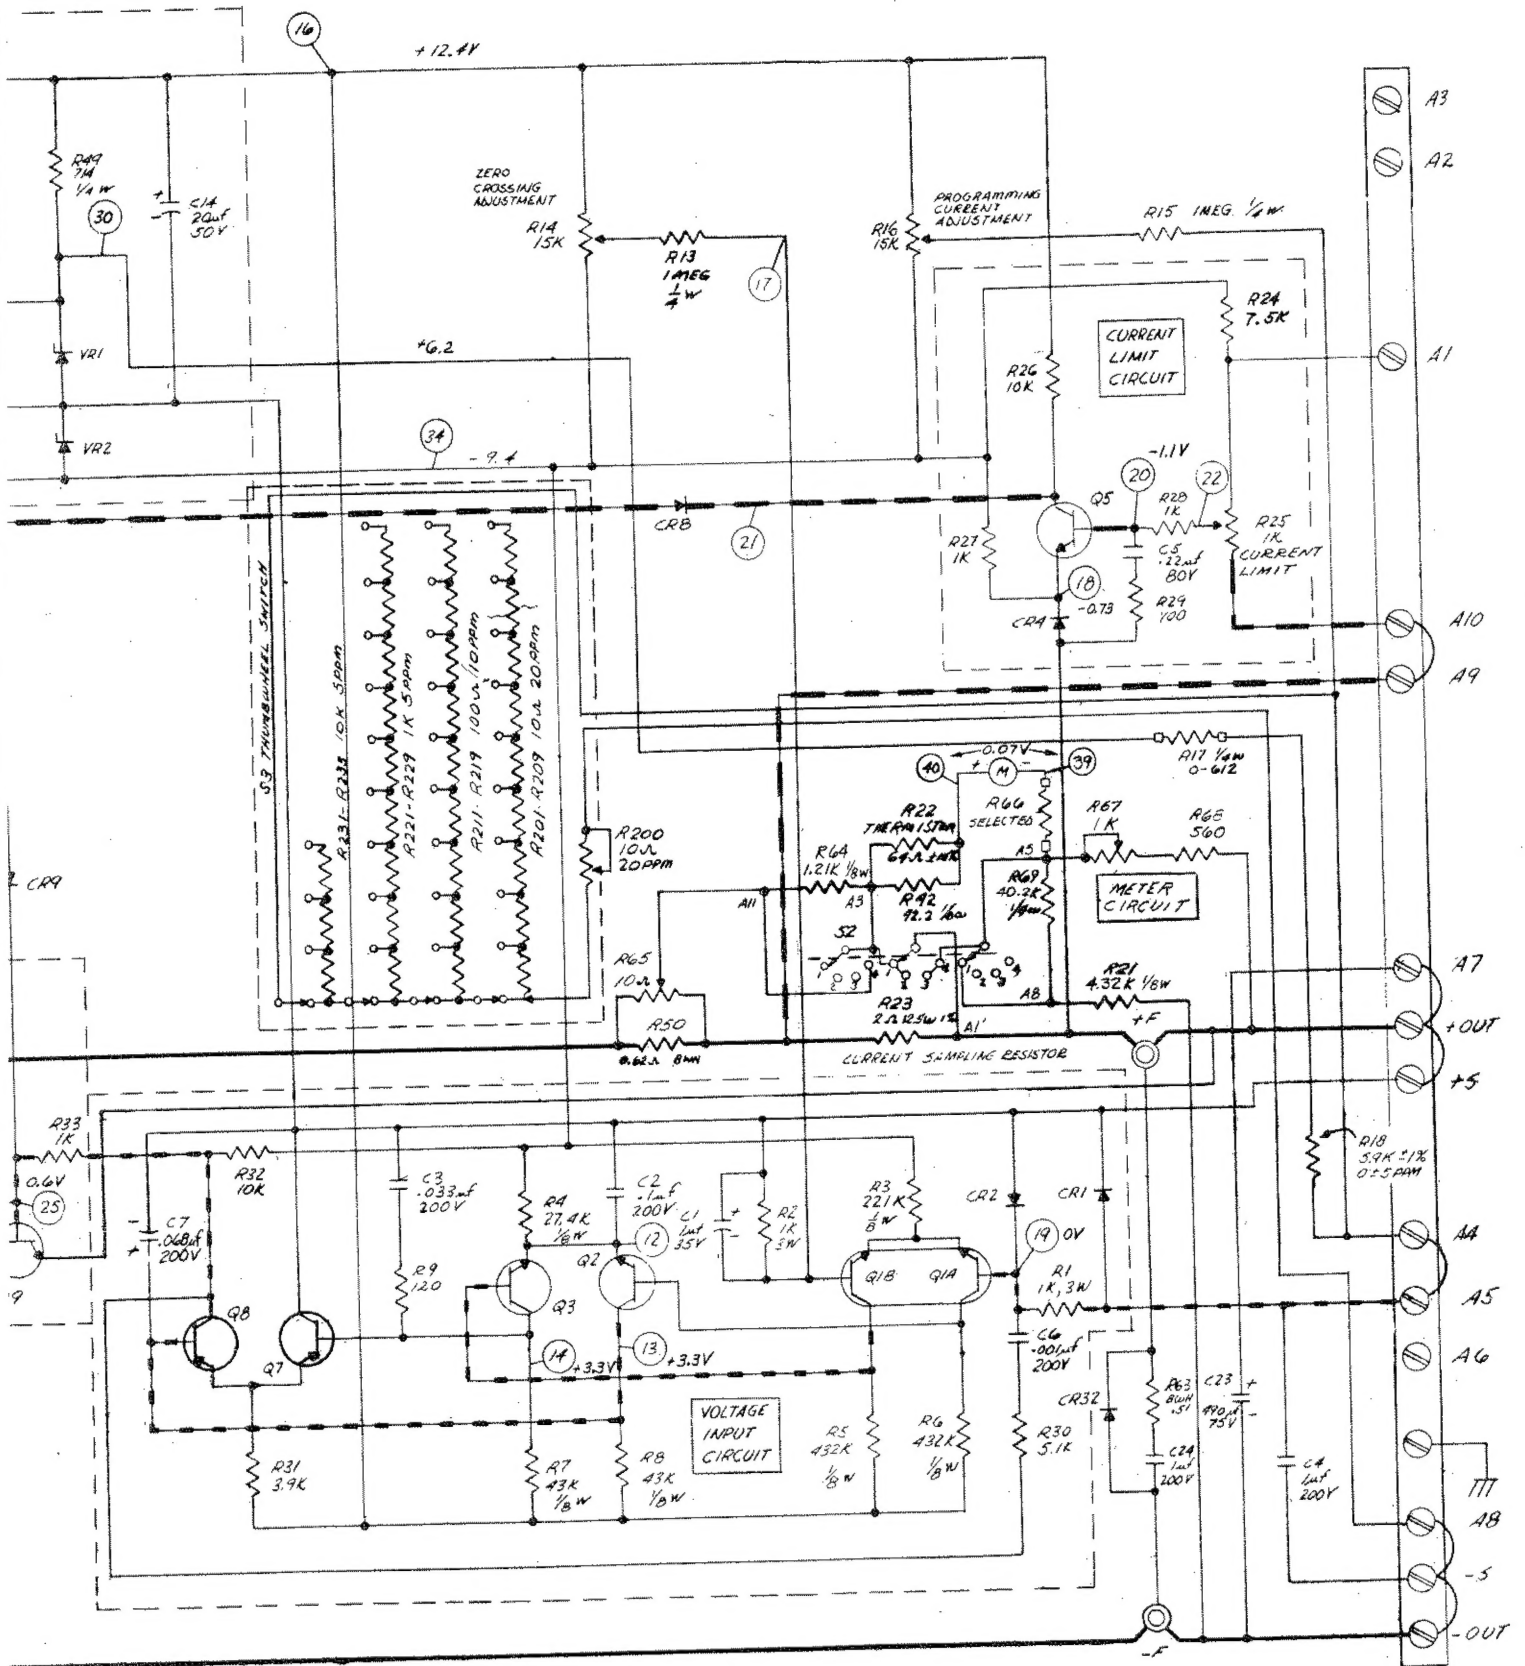 16
+12.4V
A3
A2
R49
1/4 W
30
C14
20uf
50V
ZERO
CROSSING
ADJUSTMENT
R14
15K
R13
1 MEG
1/4 W
17
PROGRAMMING
CURRENT
ADJUSTMENT
R16
15K
R15 1MEG. 1/4 W.
R24
7.5K
CURRENT
LIMIT
CIRCUIT
A1
VR1
+6.2
R26
10K
VR2
34
-9.4
-1.1V
20
22
Q5
R28
1K
CR8
21
R27
1K
C5
.22uf
80V
R25
1K
CURRENT
LIMIT
18
-0.73
CR4
R29
100
A10
A9
S3 THUMBWHEEL SWITCH
R231-R233 10K 5PPM
R221-R229 1K 5PPM
R211-R219 100Ω/10PPM
R201-R209 10Ω 20PPM
R200
10Ω
20PPM
0.07V
40
+
M
-
39
R17 1/4W
0-612
R22
THERMISTOR
R66
SELECTED
R67
1K
R68
560
CR9
R64
1.21K 1/8W
A5
A11
A3
R42
R69
40.2K
METER
CIRCUIT
S2
R65
10Ω
R23
A8
R21
4.32K 1/8W
+F
A7
+OUT
R50
A1'
CURRENT SAMPLING RESISTOR
+S
R33
1K
0.6V
25
R32
10K
C3
.033uf
200V
R4
27.4K
1/8 W
C2
.1uf
200V
12
C1
1uf
35V
R2
1K
3W
R3
221K
1/8 W
CR2
CR1
19
0V
R18
5.9K ±1%
0±5PPM
C7
.068uf
200V
Q2
Q3
R9
120
Q1B
Q1A
R1
1K, 3W
A4
A5
Q8
Q7
14
+3.3V
13
+3.3V
C6
.001uf
200V
A6
CR32
R63
.51
C23
490uf
75V
VOLTAGE
INPUT
CIRCUIT
R31
3.9K
R7
43K
1/8 W
R8
43K
1/8 W
R5
432K
1/8 W
R6
432K
1/8 W
R30
5.1K
C24
1uf
200V
C4
1uf
200V
A8
-S
-OUT
-F